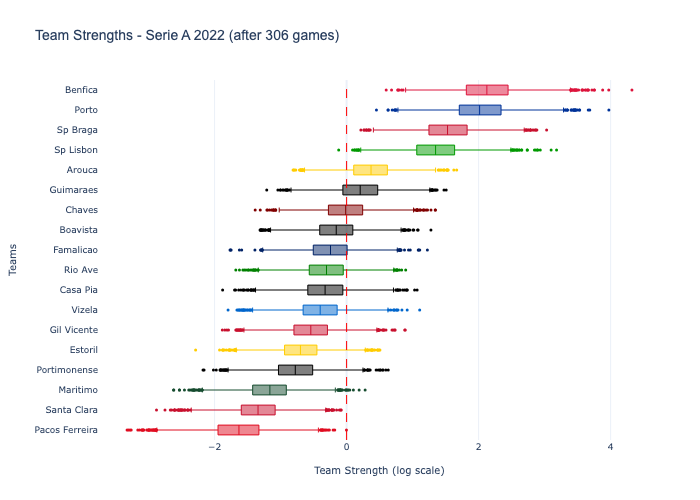 Team Strengths - Serie A 2022 (after 306 games)
Benfica
Porto
Sp Braga
Sp Lisbon
Arouca
Guimaraes
Chaves
Boavista
Famalicao
Rio Ave
Casa Pia
Vizela
Gil Vicente
Estoril
Portimonense
Maritimo
Santa Clara
Pacos Ferreira
Teams
−2 0 2 4
Team Strength (log scale)